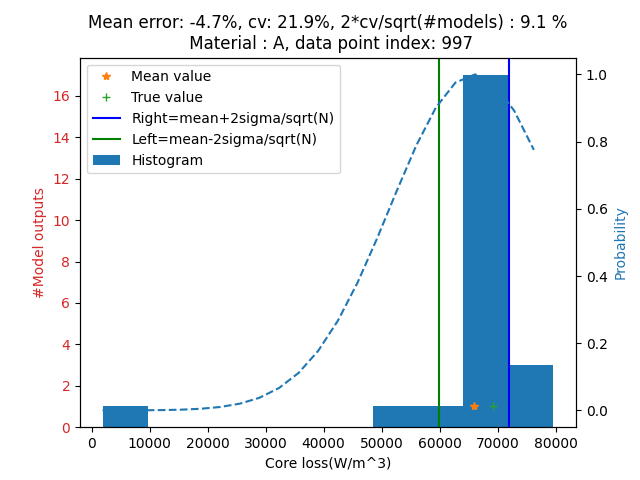 Mean error: -4.7%, cv: 21.9%, 2*cv/sqrt(#models) : 9.1 %
Material : A, data point index: 997
Mean value
True value
Right=mean+2sigma/sqrt(N)
Left=mean-2sigma/sqrt(N)
Histogram
#Model outputs
16
14
12
10
8
6
4
2
0
1.0
0.8
0.6
0.4
0.2
0.0
Probability
0 10000 20000 30000 40000 50000 60000 70000 80000
Core loss(W/m^3)